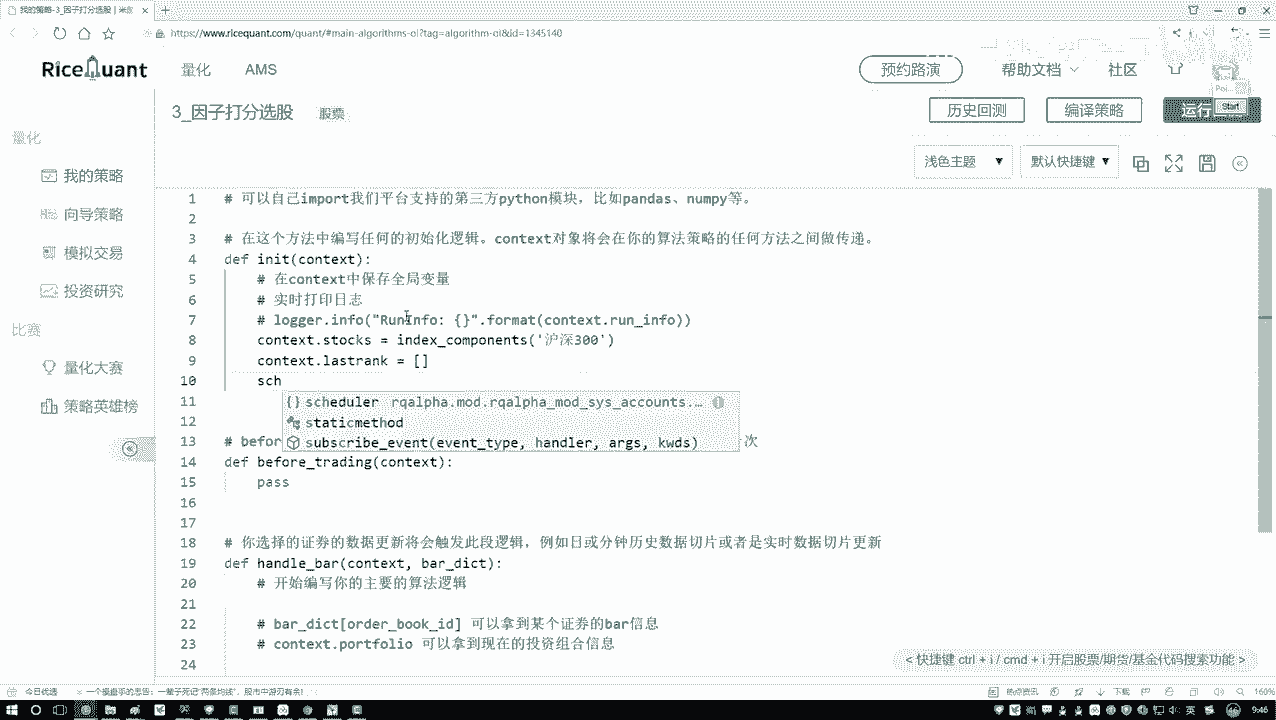 我的策略-3_因子打分选股 | 米
https://www.ricequant.com/quant/#main-algorithms-ol?tag=algorithm-ol&id=1345140
RiceQuant 量化 AMS 预约路演 帮助文档 社区
3_因子打分选股 股票 历史回测 编译策略 运行 Start
量化
浅色主题 ▼ 默认快捷键 ▼
我的策略
向导策略
模拟交易
投资研究
比赛
量化大赛
策略英雄榜
1 # 可以自己import我们平台支持的第三方python模块，比如pandas、numpy等。
2
3 # 在这个方法中编写任何的初始化逻辑。context对象将会在你的算法策略的任何方法之间做传递。
4 def init(context):
5 # 在context中保存全局变量
6 # 实时打印日志
7 # logger.info("RunInfo: {}".format(context.run_info))
8 context.stocks = index_components('沪深300')
9 context.lastrank = []
10 sch
11 {} scheduler rqalpha.mod.rqalpha_mod_sys_accounts.…
12 staticmethod
13 # befor subscribe_event(event_type, handler, args, kwds) 次
14 def before_trading(context):
15 pass
16
17
18 # 你选择的证券的数据更新将会触发此段逻辑，例如日或分钟历史数据切片或者是实时数据切片更新
19 def handle_bar(context, bar_dict):
20 # 开始编写你的主要的算法逻辑
21
22 # bar_dict[order_book_id] 可以拿到某个证券的bar信息
23 # context.portfolio 可以拿到现在的投资组合信息
24
< 快捷键 ctrl + i / cmd + i 开启股票/期货/基金代码搜索功能 >
今日优选 一个操盘手的忠告：一辈子死记"两条均线"，股市中游刃有余! 热点资讯 下载 160%
英 9:46